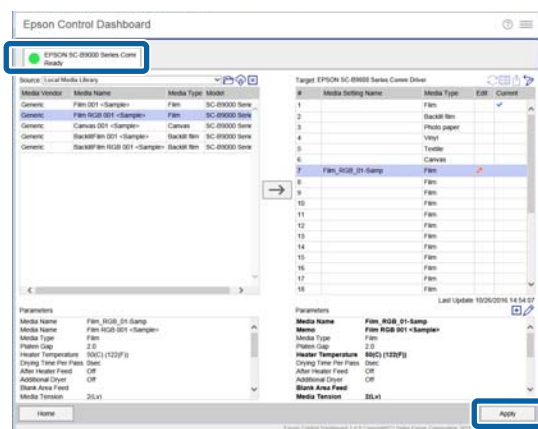 Epson Control Dashboard
EPSON SC-B9000 Series Comm
Ready
Source: Local Media Library
Target: EPSON SC-B9000 Series Comm Driver
Media Vendor Media Name Media Type Model
Generic Film 001 <Sample> Film SC-B9000 Serie
Generic Film RGB 001 <Sample> Film SC-B9000 Serie
Generic Canvas 001 <Sample> Canvas SC-B9000 Serie
Generic BacklitFilm 001 <Sample> Backlit film SC-B9000 Serie
Generic BacklitFilm RGB 001 <Sample> Backlit film SC-B9000 Serie
# Media Setting Name Media Type Edit Current
1 Film
2 Backlit film
3 Photo paper
4 Vinyl
5 Textile
6 Canvas
7 Film_RGB_01-Samp Film
8 Film
9 Film
10 Film
11 Film
12 Film
13 Film
14 Film
15 Film
16 Film
17 Film
18 Film
Last Update 10/26/2016 14:54:07
Parameters
Media Name Film_RGB_01-Samp
Memo Film RGB 001 <Sample>
Media Type Film
Platen Gap 2.0
Heater Temperature 50(C) (122(F))
Drying Time Per Pass 0sec
After Heater Feed Off
Additional Dryer Off
Blank Area Feed
Media Tension 2(Lv)
Parameters
Media Name Film_RGB_01-Samp
Memo Film RGB 001 <Sample>
Media Type Film
Platen Gap 2.0
Heater Temperature 50(C) (122(F))
Drying Time Per Pass 0sec
After Heater Feed Off
Additional Dryer Off
Blank Area Feed
Media Tension 2(Lv)
Home
Apply